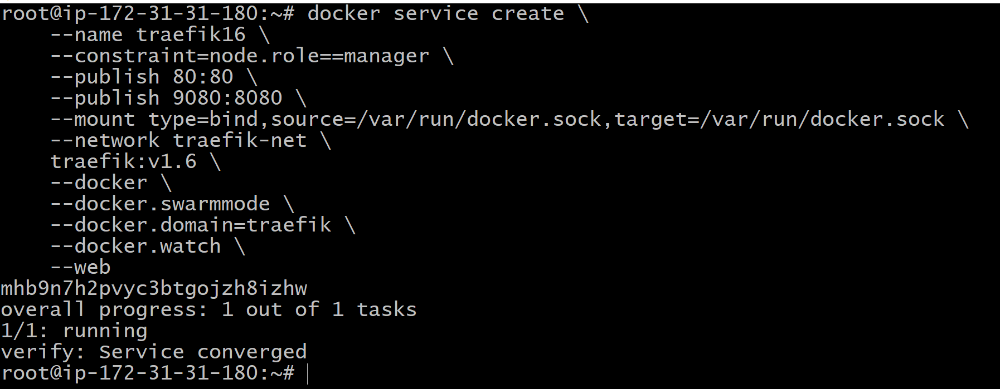 root@ip-172-31-31-180:~# docker service create \
    --name traefik16 \
    --constraint=node.role==manager \
    --publish 80:80 \
    --publish 9080:8080 \
    --mount type=bind,source=/var/run/docker.sock,target=/var/run/docker.sock \
    --network traefik-net \
    traefik:v1.6 \
    --docker \
    --docker.swarmmode \
    --docker.domain=traefik \
    --docker.watch \
    --web
mhb9n7h2pvyc3btgojzh8izhw
overall progress: 1 out of 1 tasks
1/1: running
verify: Service converged
root@ip-172-31-31-180:~#